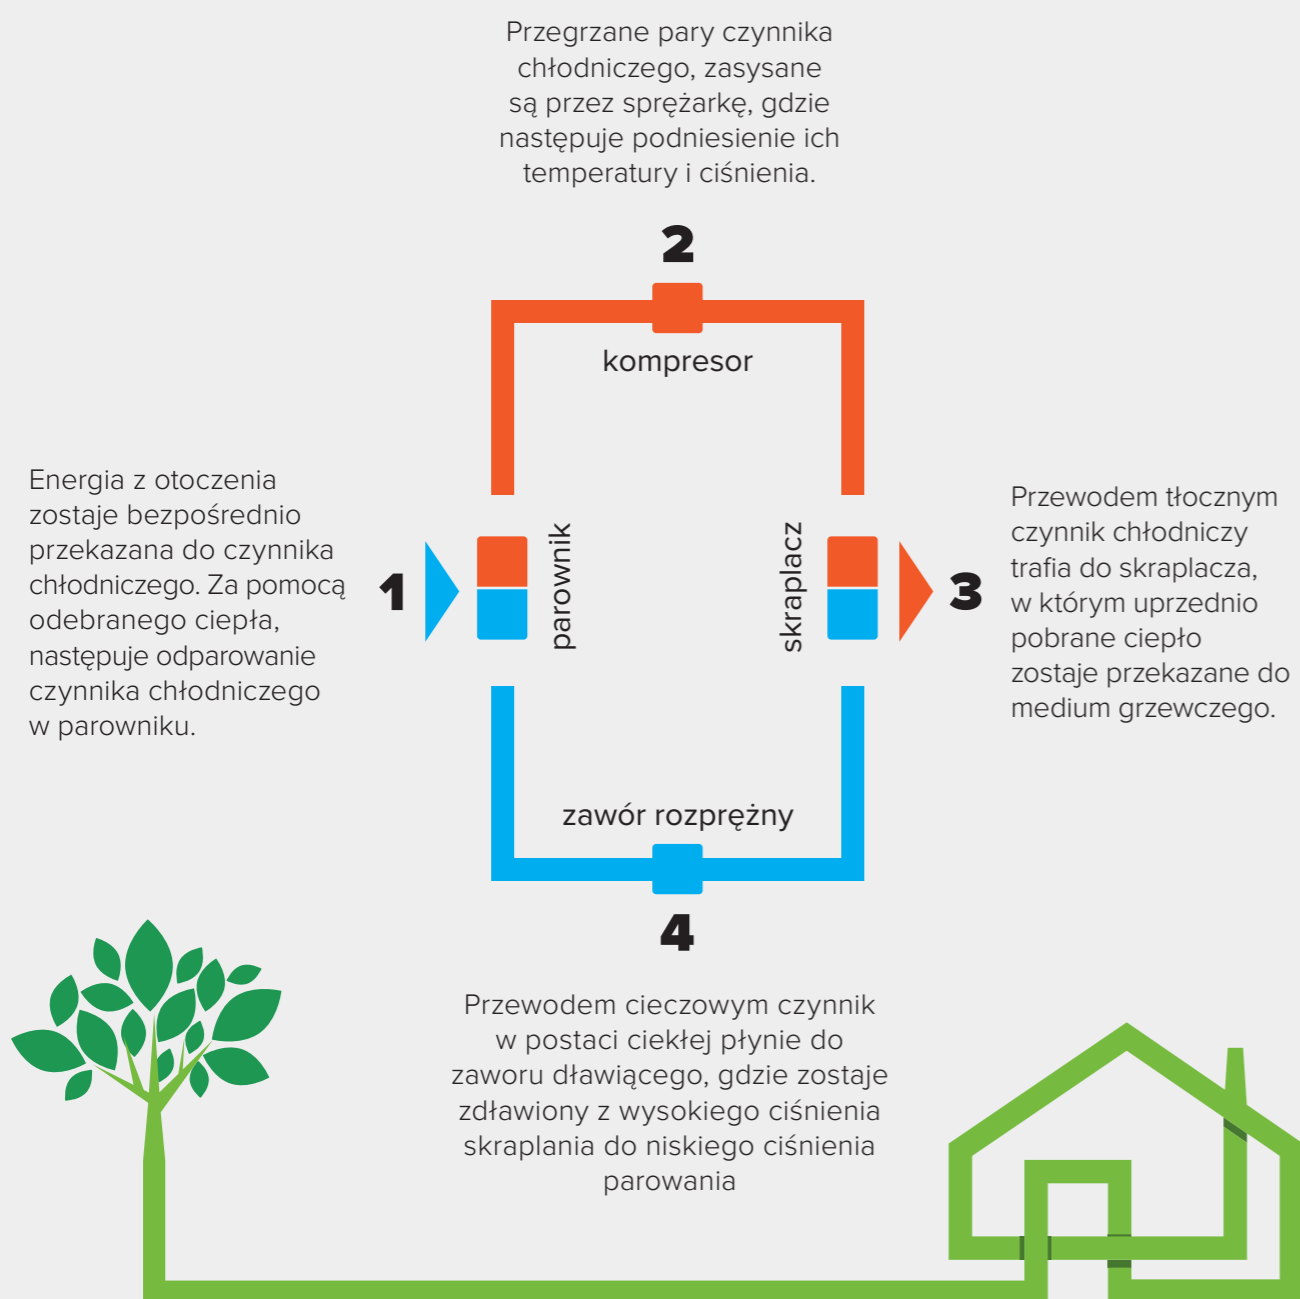 Przegrzane pary czynnika
chłodniczego, zasysane
są przez sprężarkę, gdzie
następuje podniesienie ich
temperatury i ciśnienia.
2
kompresor
Energia z otoczenia
zostaje bezpośrednio
przekazana do czynnika
chłodniczego. Za pomocą
odebranego ciepła,
następuje odparowanie
czynnika chłodniczego
w parowniku.
1
parownik
skraplacz
3
Przewodem tłocznym
czynnik chłodniczy
trafia do skraplacza,
w którym uprzednio
pobrane ciepło
zostaje przekazane do
medium grzewczego.
zawór rozprężny
4
Przewodem cieczowym czynnik
w postaci ciekłej płynie do
zaworu dławiącego, gdzie zostaje
zdławiony z wysokiego ciśnienia
skraplania do niskiego ciśnienia
parowania